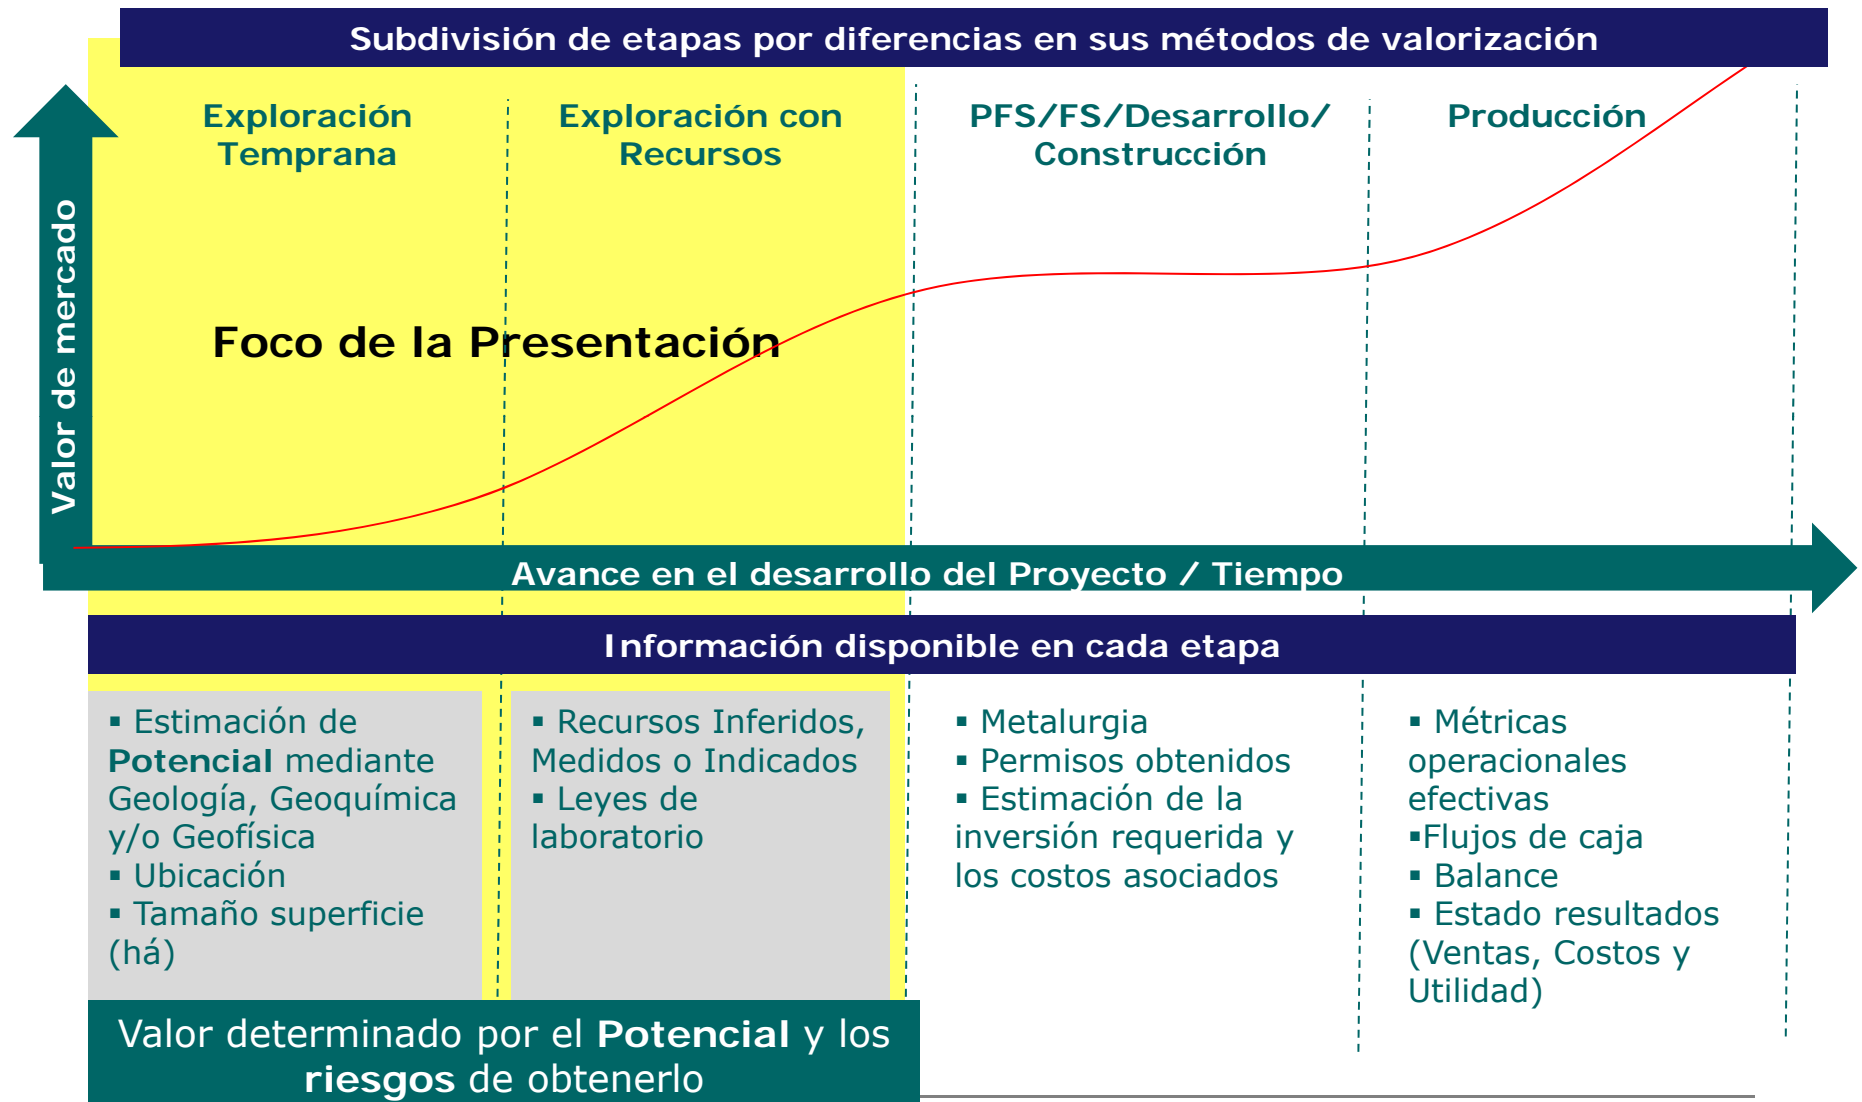 Subdivisión de etapas por diferencias en sus métodos de valorización
Exploración
Temprana
Exploración con
Recursos
PFS/FS/Desarrollo/
Construcción
Producción
Valor de mercado
Foco de la Presentación
Avance en el desarrollo del Proyecto / Tiempo
Información disponible en cada etapa
▪ Estimación de
Potencial mediante
Geología, Geoquímica
y/o Geofísica
▪ Ubicación
▪ Tamaño superficie
(há)
▪ Recursos Inferidos,
Medidos o Indicados
▪ Leyes de
laboratorio
▪ Metalurgia
▪ Permisos obtenidos
▪ Estimación de la
inversión requerida y
los costos asociados
▪ Métricas
operacionales
efectivas
▪Flujos de caja
▪ Balance
▪ Estado resultados
(Ventas, Costos y
Utilidad)
Valor determinado por el Potencial y los
riesgos de obtenerlo